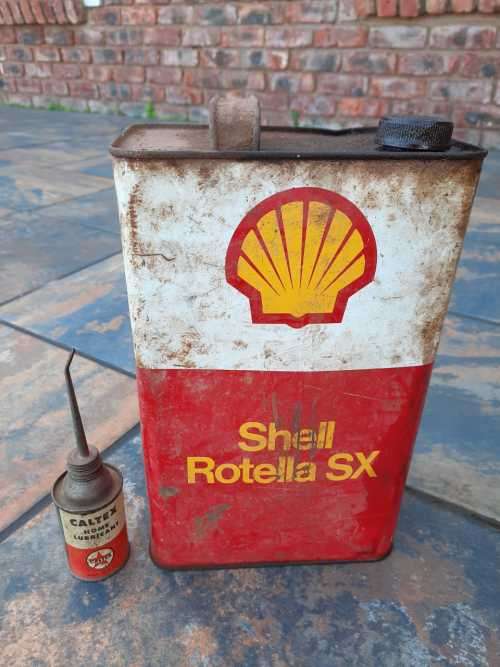 Shell
Rotella SX
CALTEX
HOME
LUBRICANT